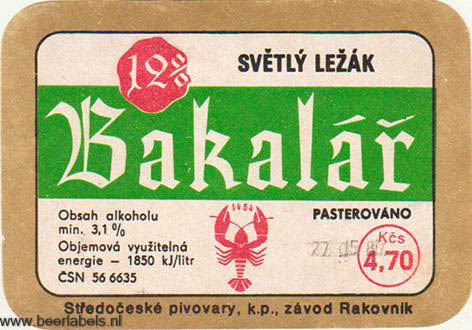 12%
SVĚTLÝ LEŽÁK
Bakalář
Obsah alkoholu
min. 3,1 %
Objemová využitelná
energie – 1850 kJ/litr
ČSN 56 6635
1454
PASTEROVÁNO
Kčs
4,70
Středočeské pivovary, k.p., závod Rakovník
www.beerlabels.nl